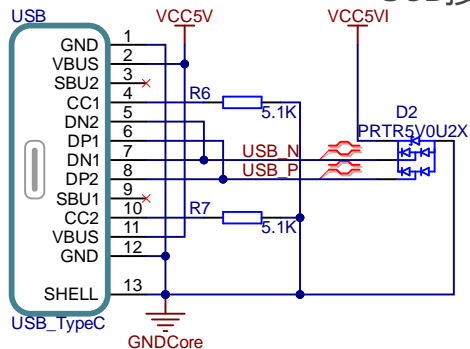 USB
VCC5V
VCC5VI
GND 1
VBUS 2
SBU2 3
CC1 4
R6
5.1K
DN2 5
DP1 6
DN1 7
USB_N
DP2 8
USB_P
D2
PRTR5V0U2X
SBU1 9
CC2 10
R7
5.1K
VBUS 11
GND 12
SHELL 13
USB_TypeC
GNDCore